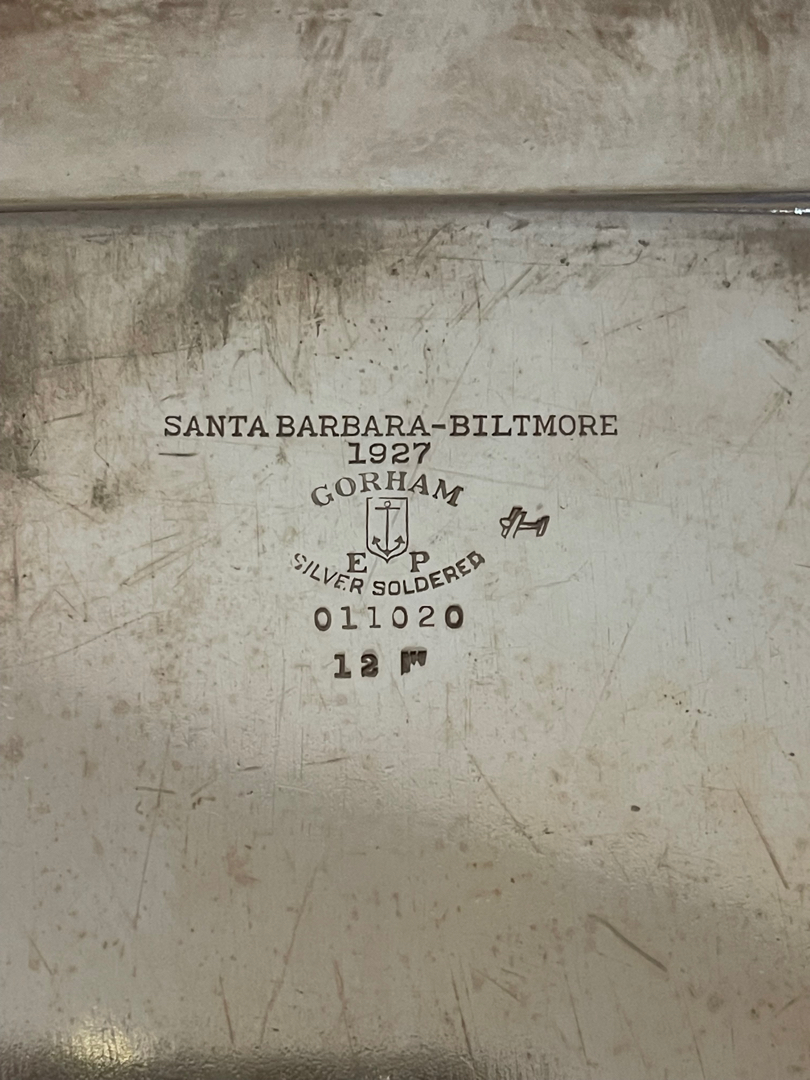 SANTA BARBARA-BILTMORE
1927
GORHAM
E P
SILVER SOLDERED
011020
12